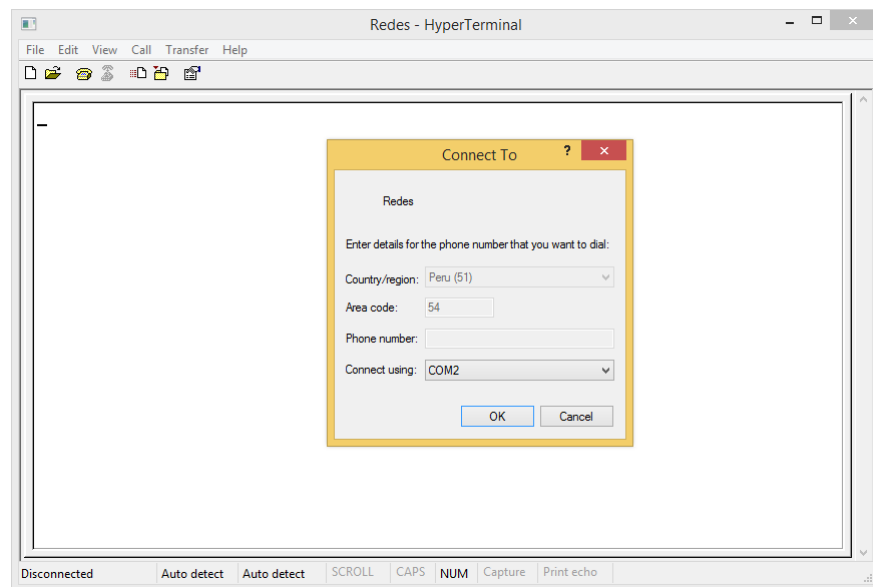 Redes - HyperTerminal
File Edit View Call Transfer Help
Connect To ?
Redes
Enter details for the phone number that you want to dial:
Country/region: Peru (51)
Area code: 54
Phone number:
Connect using: COM2
OK Cancel
Disconnected Auto detect Auto detect SCROLL CAPS NUM Capture Print echo